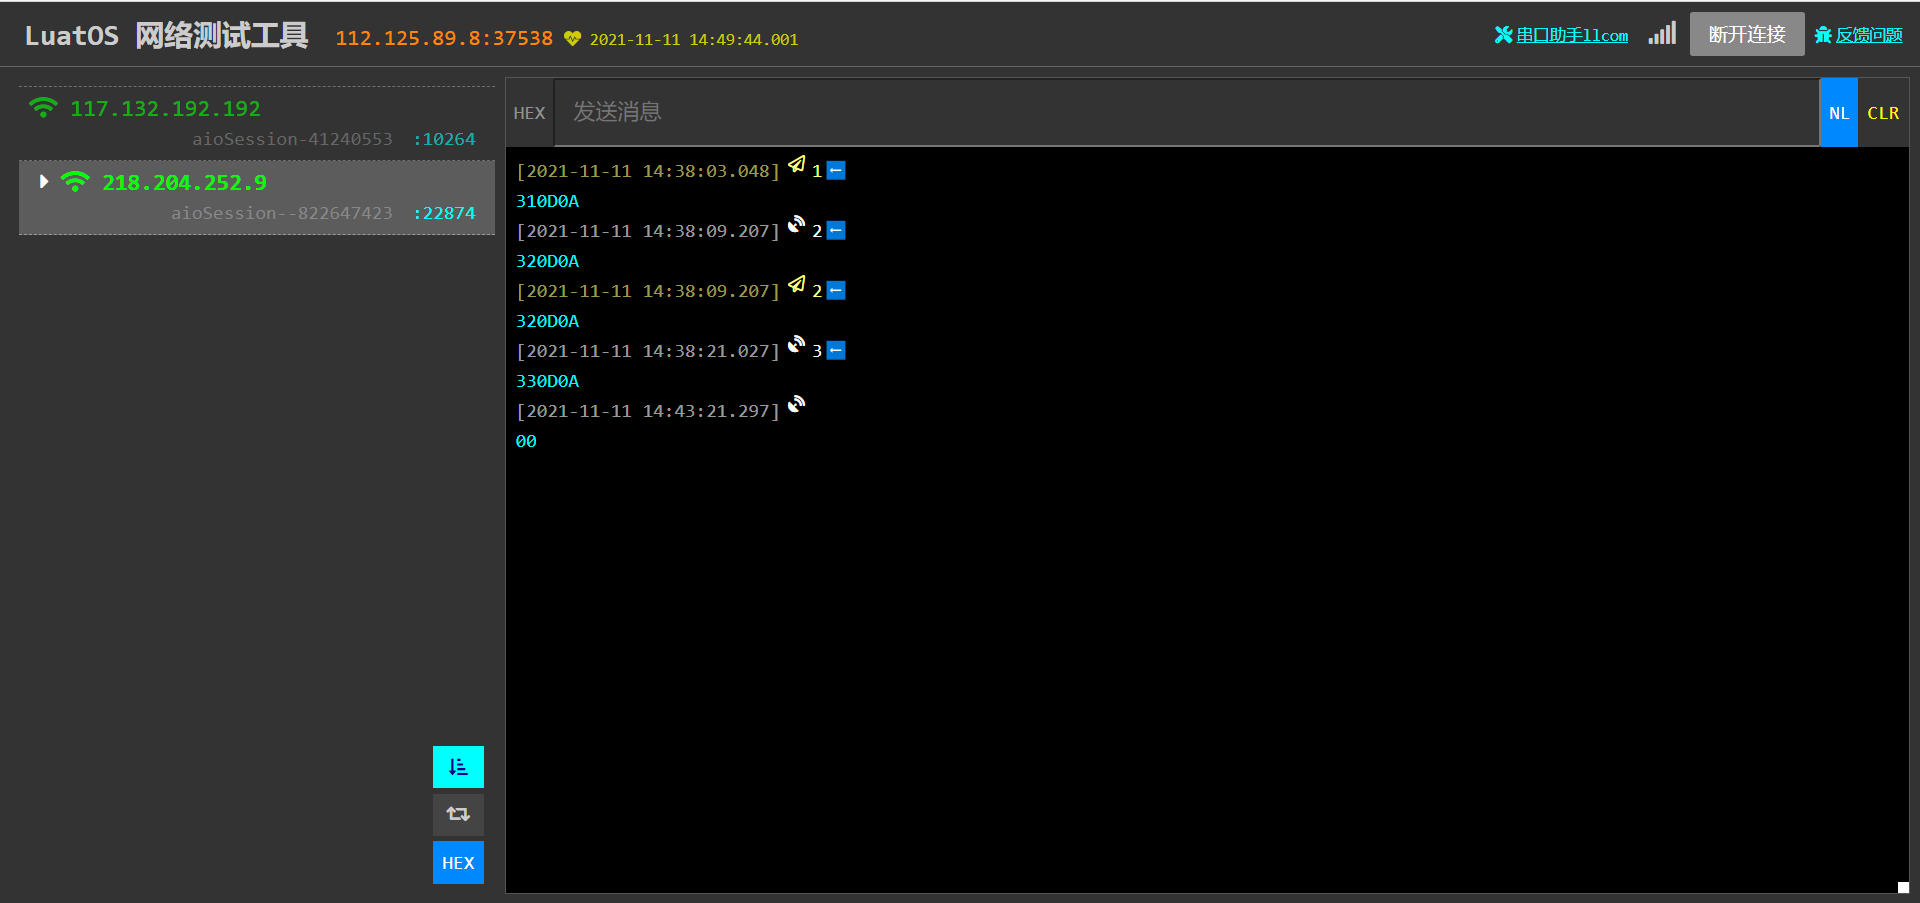 LuatOS 网络测试工具 112.125.89.8:37538 2021-11-11 14:49:44.001 串口助手llcom 断开连接 反馈问题
117.132.192.192
aioSession-41240553 :10264
218.204.252.9
aioSession--822647423 :22874
HEX
HEX 发送消息 NL CLR
[2021-11-11 14:38:03.048] 1←
310D0A
[2021-11-11 14:38:09.207] 2←
320D0A
[2021-11-11 14:38:09.207] 2←
320D0A
[2021-11-11 14:38:21.027] 3←
330D0A
[2021-11-11 14:43:21.297]
00